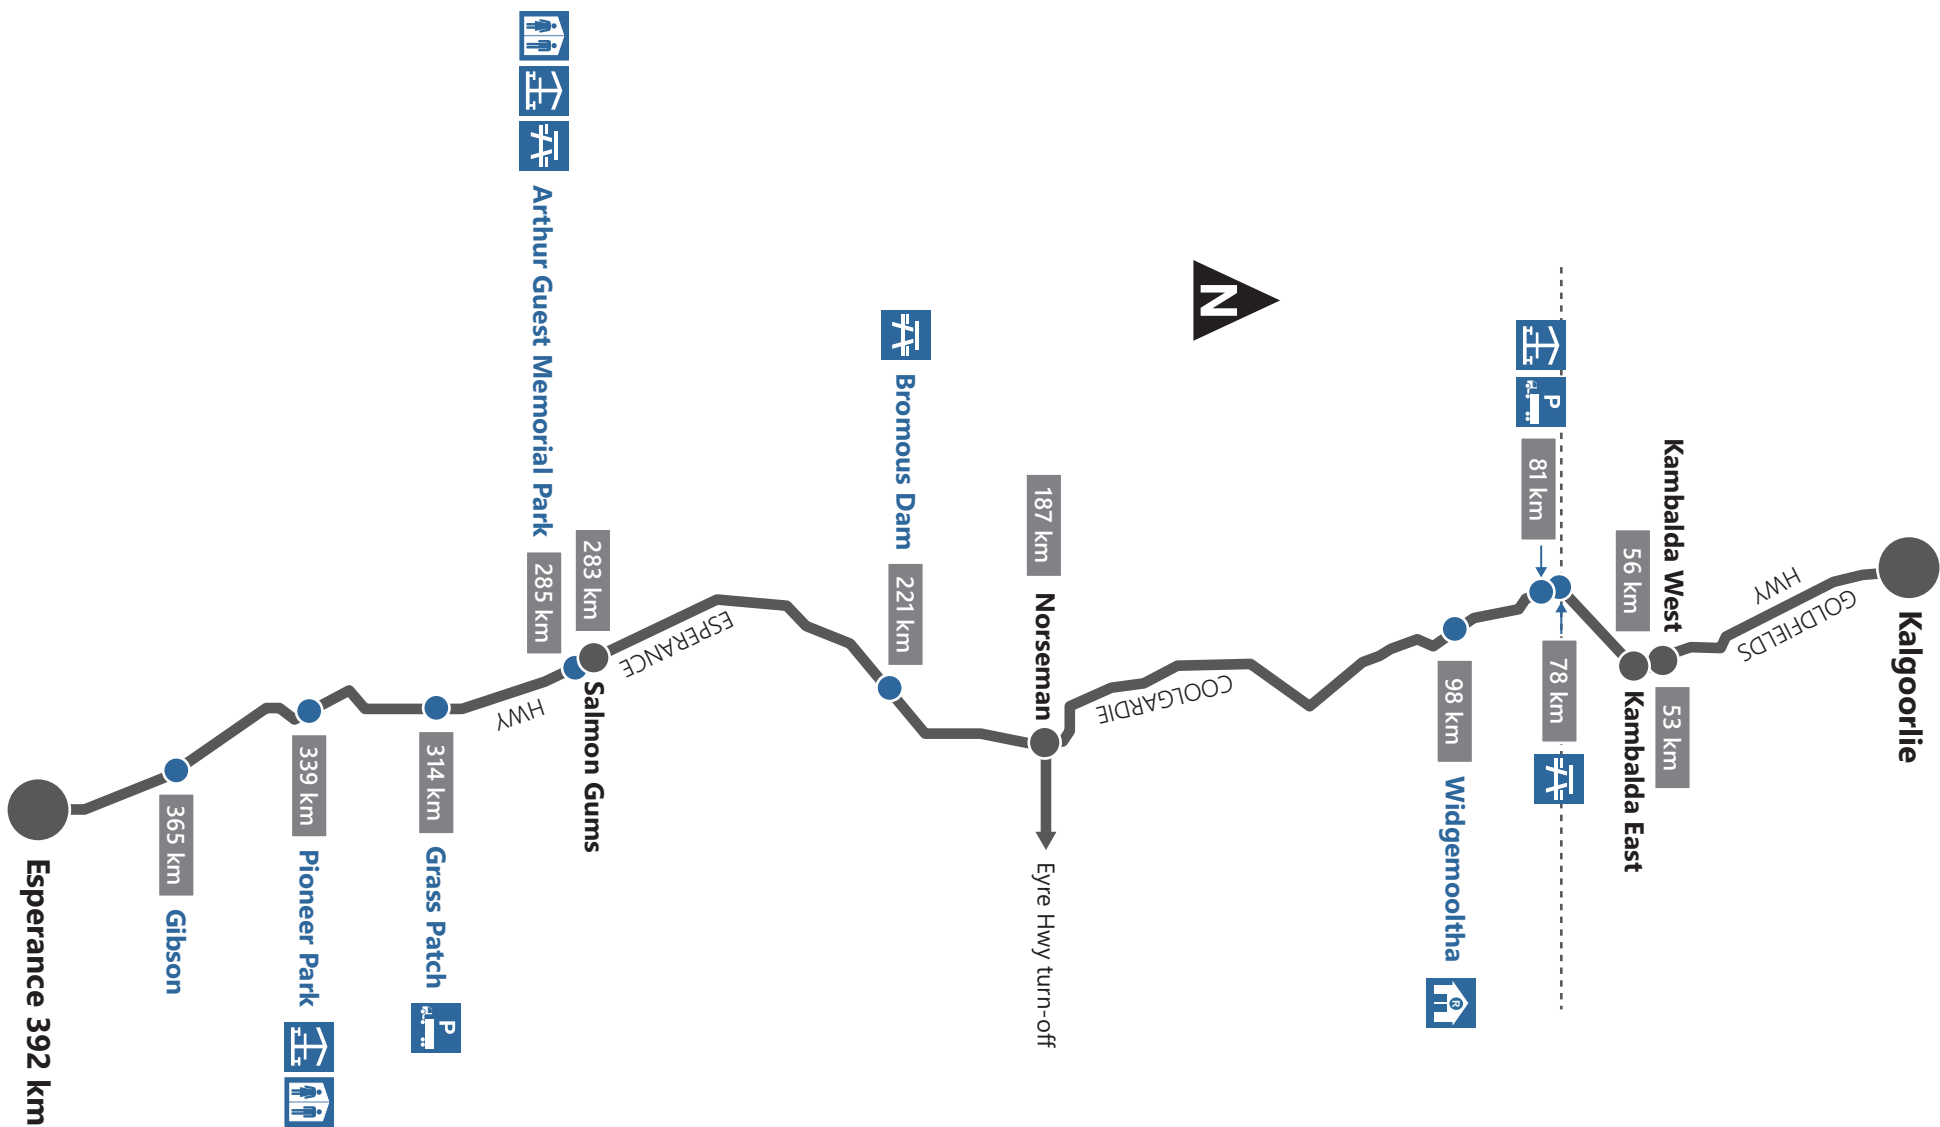 Kalgoorlie
GOLDFIELDS
HWY
Kambalda West
53 km
56 km
Kambalda East
78 km
P
81 km
98 km
Widgemooltha
R
N
COOLGARDIE
187 km
Norseman
Eyre Hwy turn-off
Bromous Dam
221 km
ESPERANCE
283 km
Salmon Gums
Arthur Guest Memorial Park
285 km
HWY
314 km
Grass Patch
P
339 km
Pioneer Park
365 km
Gibson
Esperance 392 km